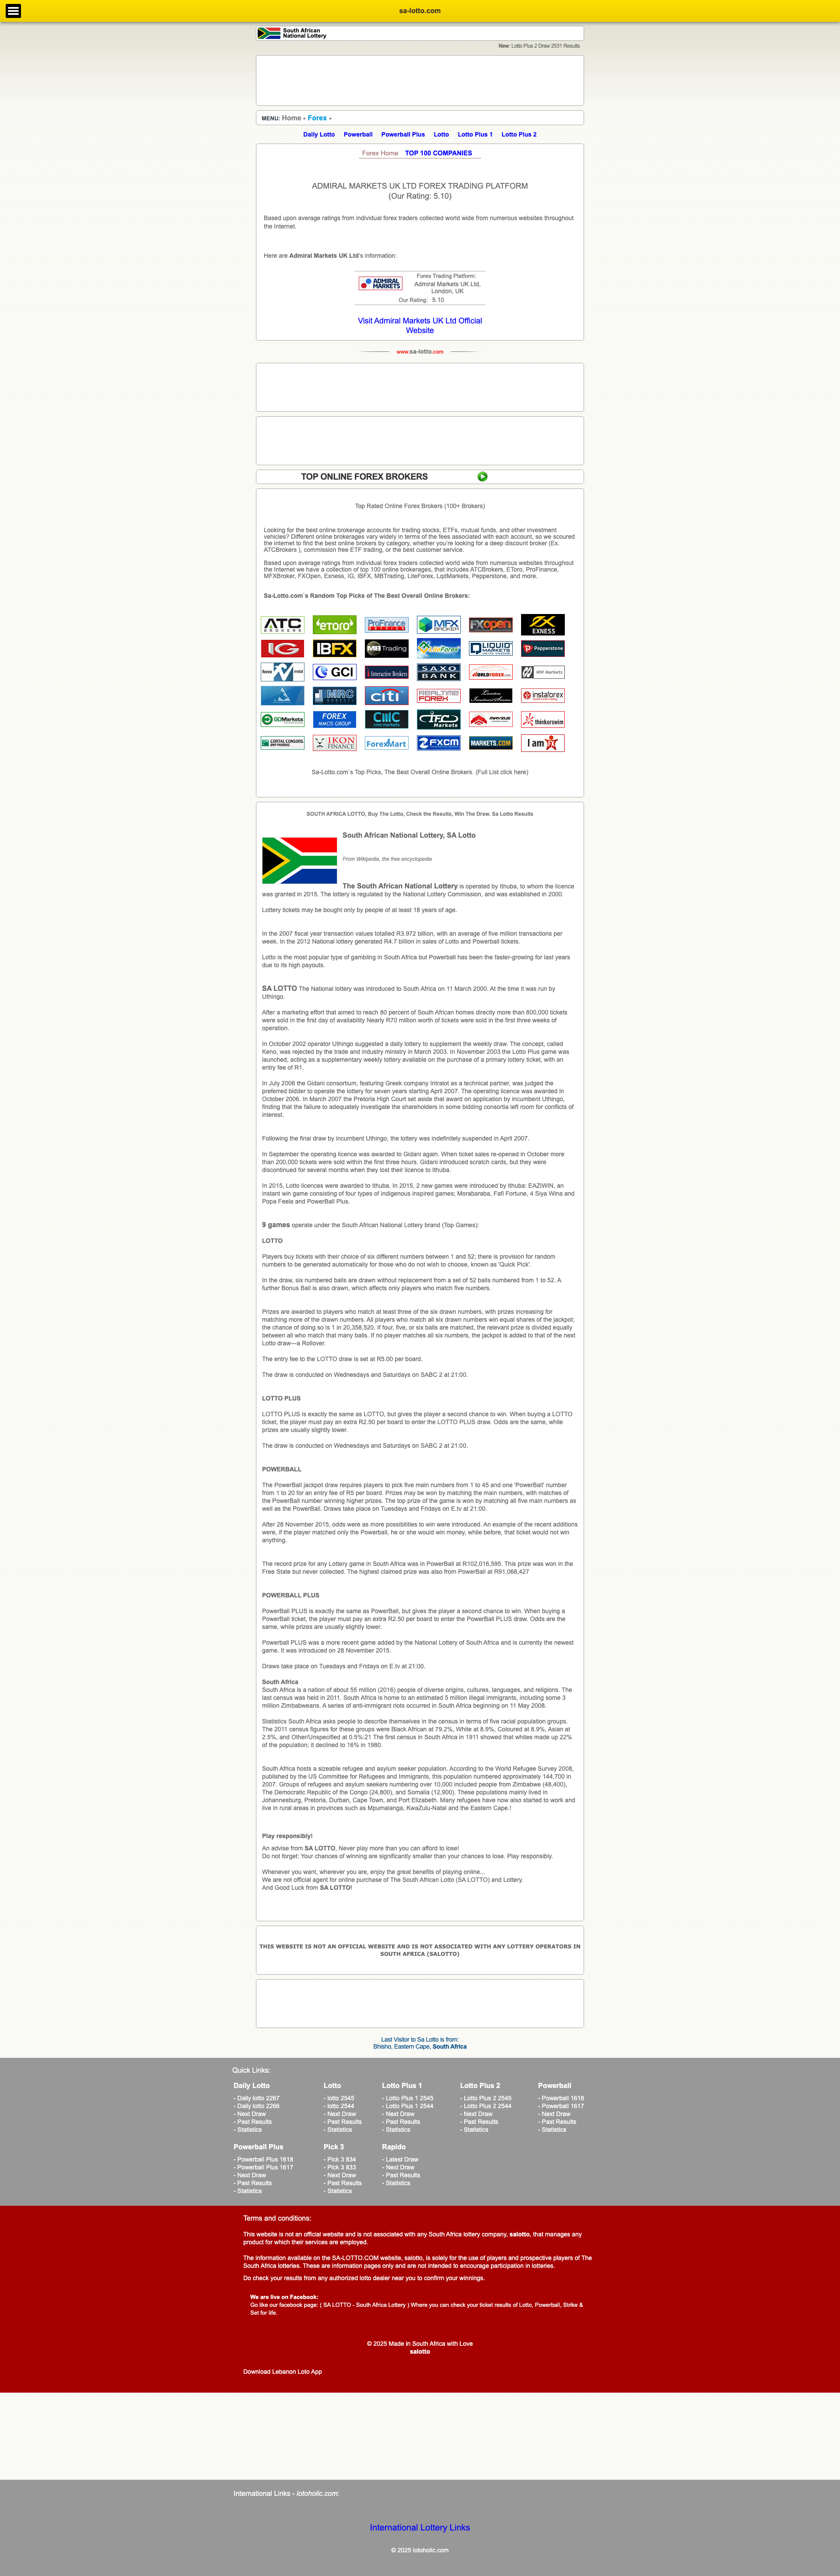 sa-lotto.com
South African
National Lottery
New: Lotto Plus 2 Draw 2531 Results
MENU: Home • Forex •
Daily Lotto Powerball Powerball Plus Lotto Lotto Plus 1 Lotto Plus 2
Forex Home TOP 100 COMPANIES
ADMIRAL MARKETS UK LTD FOREX TRADING PLATFORM
(Our Rating: 5.10)
Based upon average ratings from individual forex traders collected world wide from numerous websites throughout
the Internet.
Here are Admiral Markets UK Ltd's information:
ADMIRAL
MARKETS
Forex Trading Platform:
Admiral Markets UK Ltd,
London, UK
Our Rating: 5.10
Visit Admiral Markets UK Ltd Official
Website
www.sa-lotto.com
TOP ONLINE FOREX BROKERS
Top Rated Online Forex Brokers (100+ Brokers)
Looking for the best online brokerage accounts for trading stocks, ETFs, mutual funds, and other investment
vehicles? Different online brokerages vary widely in terms of the fees associated with each account, so we scoured
the internet to find the best online brokers by category, whether you're looking for a deep discount broker (Ex.
ATCBrokers ), commission free ETF trading, or the best customer service.
Based upon average ratings from individual forex traders collected world wide from numerous websites throughout
the Internet we have a collection of top 100 online brokerages, that includes ATCBrokers, EToro, ProFinance,
MFXBroker, FXOpen, Exness, IG, IBFX, MBTrading, LiteForex, LqdMarkets, Pepperstone, and more.
Sa-Lotto.com`s Random Top Picks of The Best Overall Online Brokers:
ATC BROKERS eToro ProFinance SERVICE MFX BROKER FXOPEN EXNESS
IG IBFX MB Trading LiteForex LIQUID MARKETS Pepperstone
forex metal GCI Interactive Brokers SAXO BANK WORLDFOREX.com WM Markets
MRC citi REALTIME FOREX London Investment Services instaforex
GOMarkets FOREX MMCIS GROUP CMC cmc markets IFC Markets MAYZUS thinkorswim
CORTAL CONSORS BNP PARIBAS IKON FINANCE ForexMart FXCM MARKETS.COM I am FX
Sa-Lotto.com`s Top Picks, The Best Overall Online Brokers. (Full List click here)
SOUTH AFRICA LOTTO, Buy The Lotto, Check the Results, Win The Draw. Sa Lotto Results
South African National Lottery, SA Lotto
From Wikipedia, the free encyclopedia
The South African National Lottery is operated by Ithuba, to whom the licence
was granted in 2015. The lottery is regulated by the National Lottery Commission, and was established in 2000.
Lottery tickets may be bought only by people of at least 18 years of age.
In the 2007 fiscal year transaction values totalled R3.972 billion, with an average of five million transactions per
week. In the 2012 National lottery generated R4.7 billion in sales of Lotto and Powerball tickets.
Lotto is the most popular type of gambling in South Africa but Powerball has been the faster-growing for last years
due to its high payouts.
SA LOTTO The National lottery was introduced to South Africa on 11 March 2000. At the time it was run by
Uthingo.
After a marketing effort that aimed to reach 80 percent of South African homes directly more than 800,000 tickets
were sold in the first day of availability Nearly R70 million worth of tickets were sold in the first three weeks of
operation.
In October 2002 operator Uthingo suggested a daily lottery to supplement the weekly draw. The concept, called
Keno, was rejected by the trade and industry ministry in March 2003. In November 2003 the Lotto Plus game was
launched, acting as a supplementary weekly lottery available on the purchase of a primary lottery ticket, with an
entry fee of R1.
In July 2006 the Gidani consortium, featuring Greek company Intralot as a technical partner, was judged the
preferred bidder to operate the lottery for seven years starting April 2007. The operating licence was awarded in
October 2006. In March 2007 the Pretoria High Court set aside that award on application by incumbent Uthingo,
finding that the failure to adequately investigate the shareholders in some bidding consortia left room for conflicts of
interest.
Following the final draw by incumbent Uthingo, the lottery was indefinitely suspended in April 2007.
In September the operating licence was awarded to Gidani again. When ticket sales re-opened in October more
than 200,000 tickets were sold within the first three hours. Gidani introduced scratch cards, but they were
discontinued for several months when they lost their licence to Ithuba.
In 2015, Lotto licences were awarded to Ithuba. In 2015, 2 new games were introduced by Ithuba: EAZiWIN, an
instant win game consisting of four types of indigenous inspired games; Morabaraba, Fafi Fortune, 4 Siya Wina and
Popa Feela and PowerBall Plus.
9 games operate under the South African National Lottery brand (Top Games):
LOTTO
Players buy tickets with their choice of six different numbers between 1 and 52; there is provision for random
numbers to be generated automatically for those who do not wish to choose, known as 'Quick Pick'.
In the draw, six numbered balls are drawn without replacement from a set of 52 balls numbered from 1 to 52. A
further Bonus Ball is also drawn, which affects only players who match five numbers.
Prizes are awarded to players who match at least three of the six drawn numbers, with prizes increasing for
matching more of the drawn numbers. All players who match all six drawn numbers win equal shares of the jackpot;
the chance of doing so is 1 in 20,358,520. If four, five, or six balls are matched, the relevant prize is divided equally
between all who match that many balls. If no player matches all six numbers, the jackpot is added to that of the next
Lotto draw—a Rollover.
The entry fee to the LOTTO draw is set at R5.00 per board.
The draw is conducted on Wednesdays and Saturdays on SABC 2 at 21:00.
LOTTO PLUS
LOTTO PLUS is exactly the same as LOTTO, but gives the player a second chance to win. When buying a LOTTO
ticket, the player must pay an extra R2.50 per board to enter the LOTTO PLUS draw. Odds are the same, while
prizes are usually slightly lower.
The draw is conducted on Wednesdays and Saturdays on SABC 2 at 21:00.
POWERBALL
The PowerBall jackpot draw requires players to pick five main numbers from 1 to 45 and one 'PowerBall' number
from 1 to 20 for an entry fee of R5 per board. Prizes may be won by matching the main numbers, with matches of
the PowerBall number winning higher prizes. The top prize of the game is won by matching all five main numbers as
well as the PowerBall. Draws take place on Tuesdays and Fridays on E.tv at 21:00.
After 28 November 2015, odds were as more possibilities to win were introduced. An example of the recent additions
were, if the player matched only the Powerball, he or she would win money, while before, that ticket would not win
anything.
The record prize for any Lottery game in South Africa was in PowerBall at R102,016,595. This prize was won in the
Free State but never collected. The highest claimed prize was also from PowerBall at R91,068,427
POWERBALL PLUS
PowerBall PLUS is exactly the same as PowerBall, but gives the player a second chance to win. When buying a
PowerBall ticket, the player must pay an extra R2.50 per board to enter the PowerBall PLUS draw. Odds are the
same, while prizes are usually slightly lower.
Powerball PLUS was a more recent game added by the National Lottery of South Africa and is currently the newest
game. It was introduced on 28 November 2015.
Draws take place on Tuesdays and Fridays on E.tv at 21:00.
South Africa
South Africa is a nation of about 55 million (2016) people of diverse origins, cultures, languages, and religions. The
last census was held in 2011. South Africa is home to an estimated 5 million illegal immigrants, including some 3
million Zimbabweans. A series of anti-immigrant riots occurred in South Africa beginning on 11 May 2008.
Statistics South Africa asks people to describe themselves in the census in terms of five racial population groups.
The 2011 census figures for these groups were Black African at 79.2%, White at 8.9%, Coloured at 8.9%, Asian at
2.5%, and Other/Unspecified at 0.5%:21 The first census in South Africa in 1911 showed that whites made up 22%
of the population; it declined to 16% in 1980.
South Africa hosts a sizeable refugee and asylum seeker population. According to the World Refugee Survey 2008,
published by the US Committee for Refugees and Immigrants, this population numbered approximately 144,700 in
2007. Groups of refugees and asylum seekers numbering over 10,000 included people from Zimbabwe (48,400),
The Democratic Republic of the Congo (24,800), and Somalia (12,900). These populations mainly lived in
Johannesburg, Pretoria, Durban, Cape Town, and Port Elizabeth. Many refugees have now also started to work and
live in rural areas in provinces such as Mpumalanga, KwaZulu-Natal and the Eastern Cape.!
Play responsibly!
An advise from SA LOTTO, Never play more than you can afford to lose!
Do not forget: Your chances of winning are significantly smaller than your chances to lose. Play responsibly.
Whenever you want, wherever you are, enjoy the great benefits of playing online...
We are not official agent for online purchase of The South African Lotto (SA LOTTO) and Lottery.
And Good Luck from SA LOTTO!
THIS WEBSITE IS NOT AN OFFICIAL WEBSITE AND IS NOT ASSOCIATED WITH ANY LOTTERY OPERATORS IN
SOUTH AFRICA (SALOTTO)
Last Visitor to Sa Lotto is from:
Bhisho, Eastern Cape, South Africa
Quick Links:
Daily Lotto Lotto Lotto Plus 1 Lotto Plus 2 Powerball
- Daily lotto 2267 - lotto 2545 - Lotto Plus 1 2545 - Lotto Plus 2 2545 - Powerball 1618
- Daily lotto 2266 - lotto 2544 - Lotto Plus 1 2544 - Lotto Plus 2 2544 - Powerball 1617
- Next Draw - Next Draw - Next Draw - Next Draw - Next Draw
- Past Results - Past Results - Past Results - Past Results - Past Results
- Statistics - Statistics - Statistics - Statistics - Statistics
Powerball Plus Pick 3 Rapido
- Powerball Plus 1618 - Pick 3 834 - Latest Draw
- Powerball Plus 1617 - Pick 3 833 - Next Draw
- Next Draw - Next Draw - Past Results
- Past Results - Past Results - Statistics
- Statistics - Statistics
Terms and conditions:
This website is not an official website and is not associated with any South Africa lottery company, salotto, that manages any
product for which their services are employed.
The information available on the SA-LOTTO.COM website, salotto, is solely for the use of players and prospective players of The
South Africa lotteries. These are information pages only and are not intended to encourage participation in lotteries.
Do check your results from any authorized lotto dealer near you to confirm your winnings.
We are live on Facebook:
Go like our facebook page: ( SA LOTTO - South Africa Lottery ) Where you can check your ticket results of Lotto, Powerball, Strike &
Set for life.
© 2025 Made in South Africa with Love
salotto
Download Lebanon Loto App
International Links - lotoholic.com:
International Lottery Links
© 2025 lotoholic.com